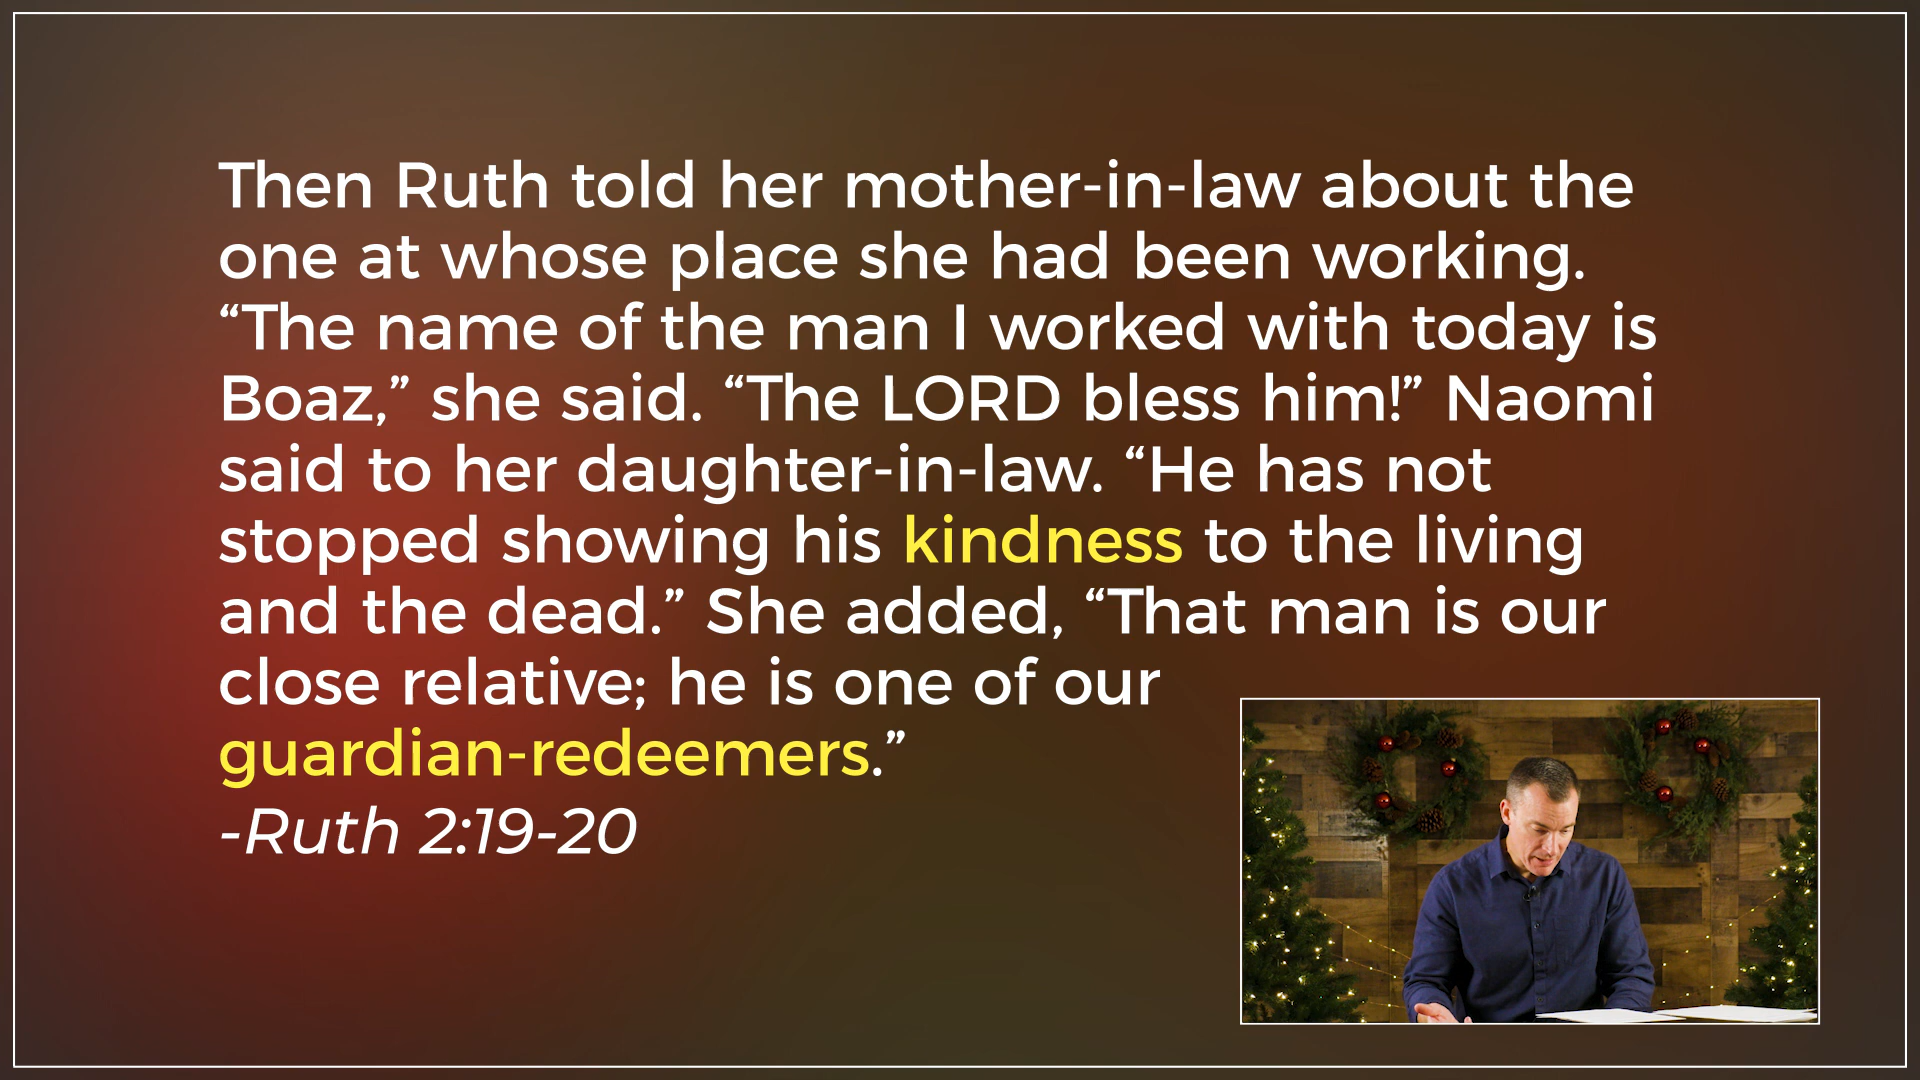 Then Ruth told her mother-in-law about the
one at whose place she had been working.
“The name of the man I worked with today is
Boaz,” she said. “The LORD bless him!” Naomi
said to her daughter-in-law. “He has not
stopped showing his kindness to the living
and the dead.” She added, “That man is our
close relative; he is one of our
guardian-redeemers.”
-Ruth 2:19-20